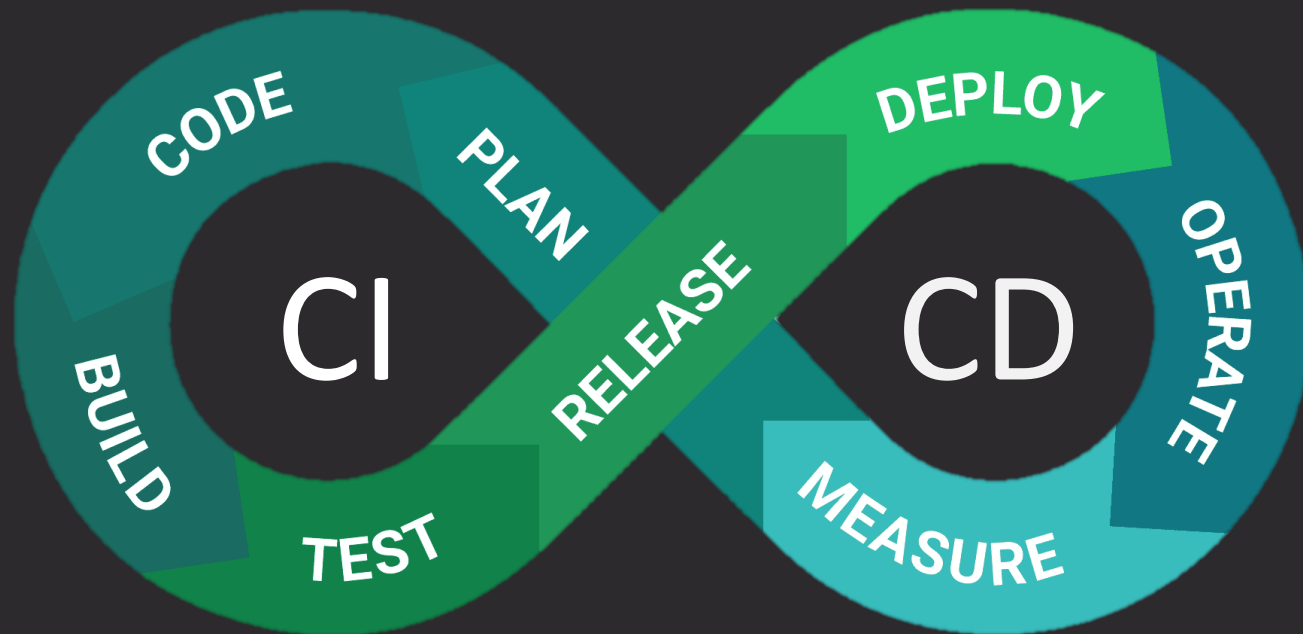 PLAN
CODE
BUILD
TEST
RELEASE
DEPLOY
OPERATE
MEASURE
CI
CD